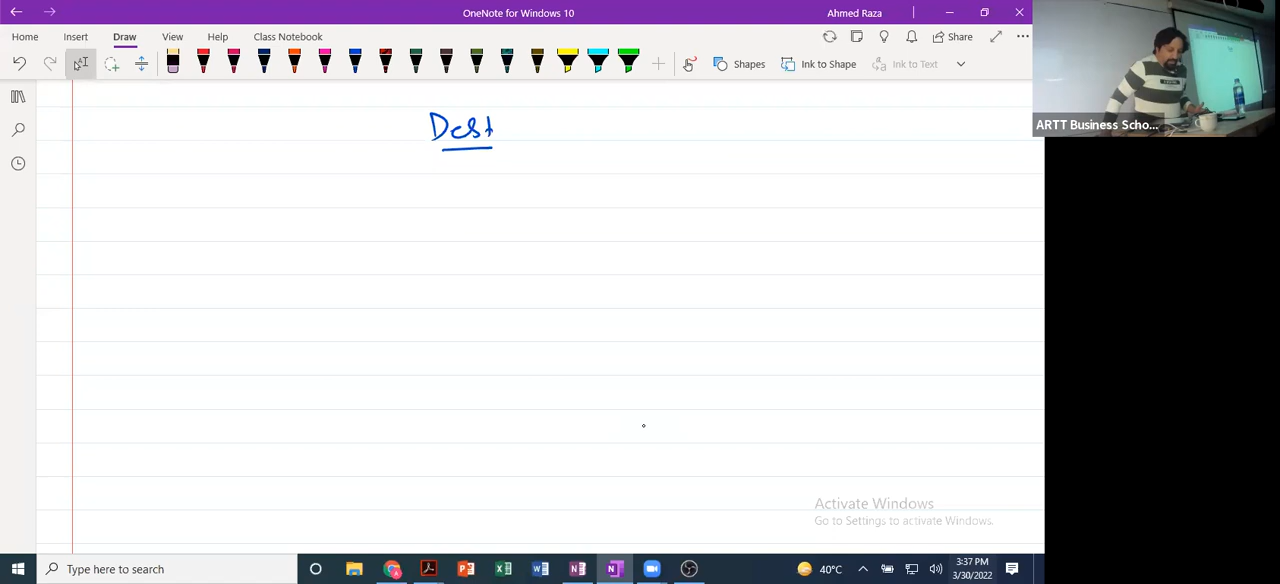 OneNote for Windows 10
Ahmed Raza
Home Insert Draw View Help Class Notebook
Share
Shapes Ink to Shape Ink to Text
ARTT Business Scho...
Dest
Activate Windows
Go to Settings to activate Windows.
Type here to search
40°C
3:37 PM
3/30/2022